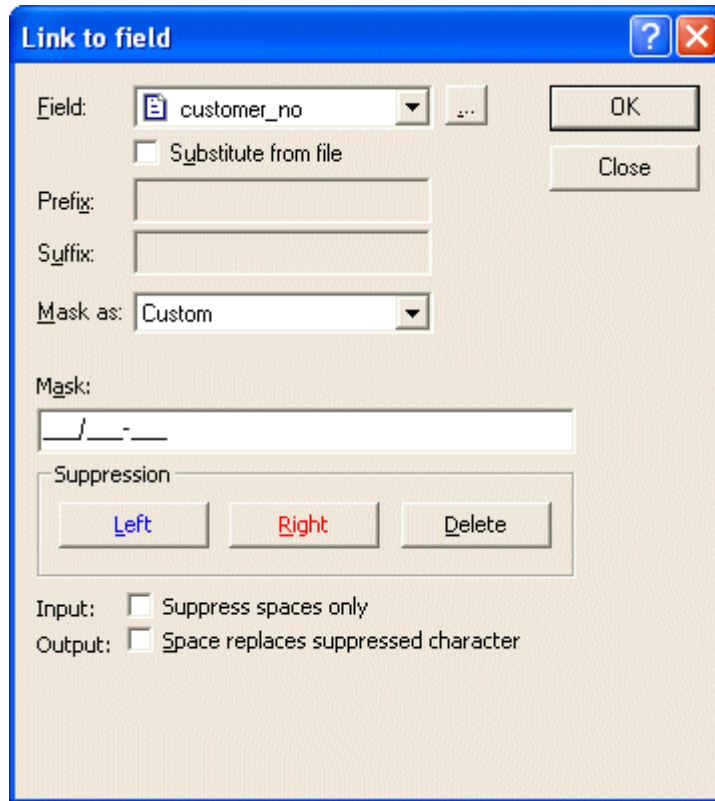 Link to field
Field: customer_no ... OK
Substitute from file
Close
Prefix:
Suffix:
Mask as: Custom
Mask:
___/___-___
Suppression
Left Right Delete
Input: Suppress spaces only
Output: Space replaces suppressed character